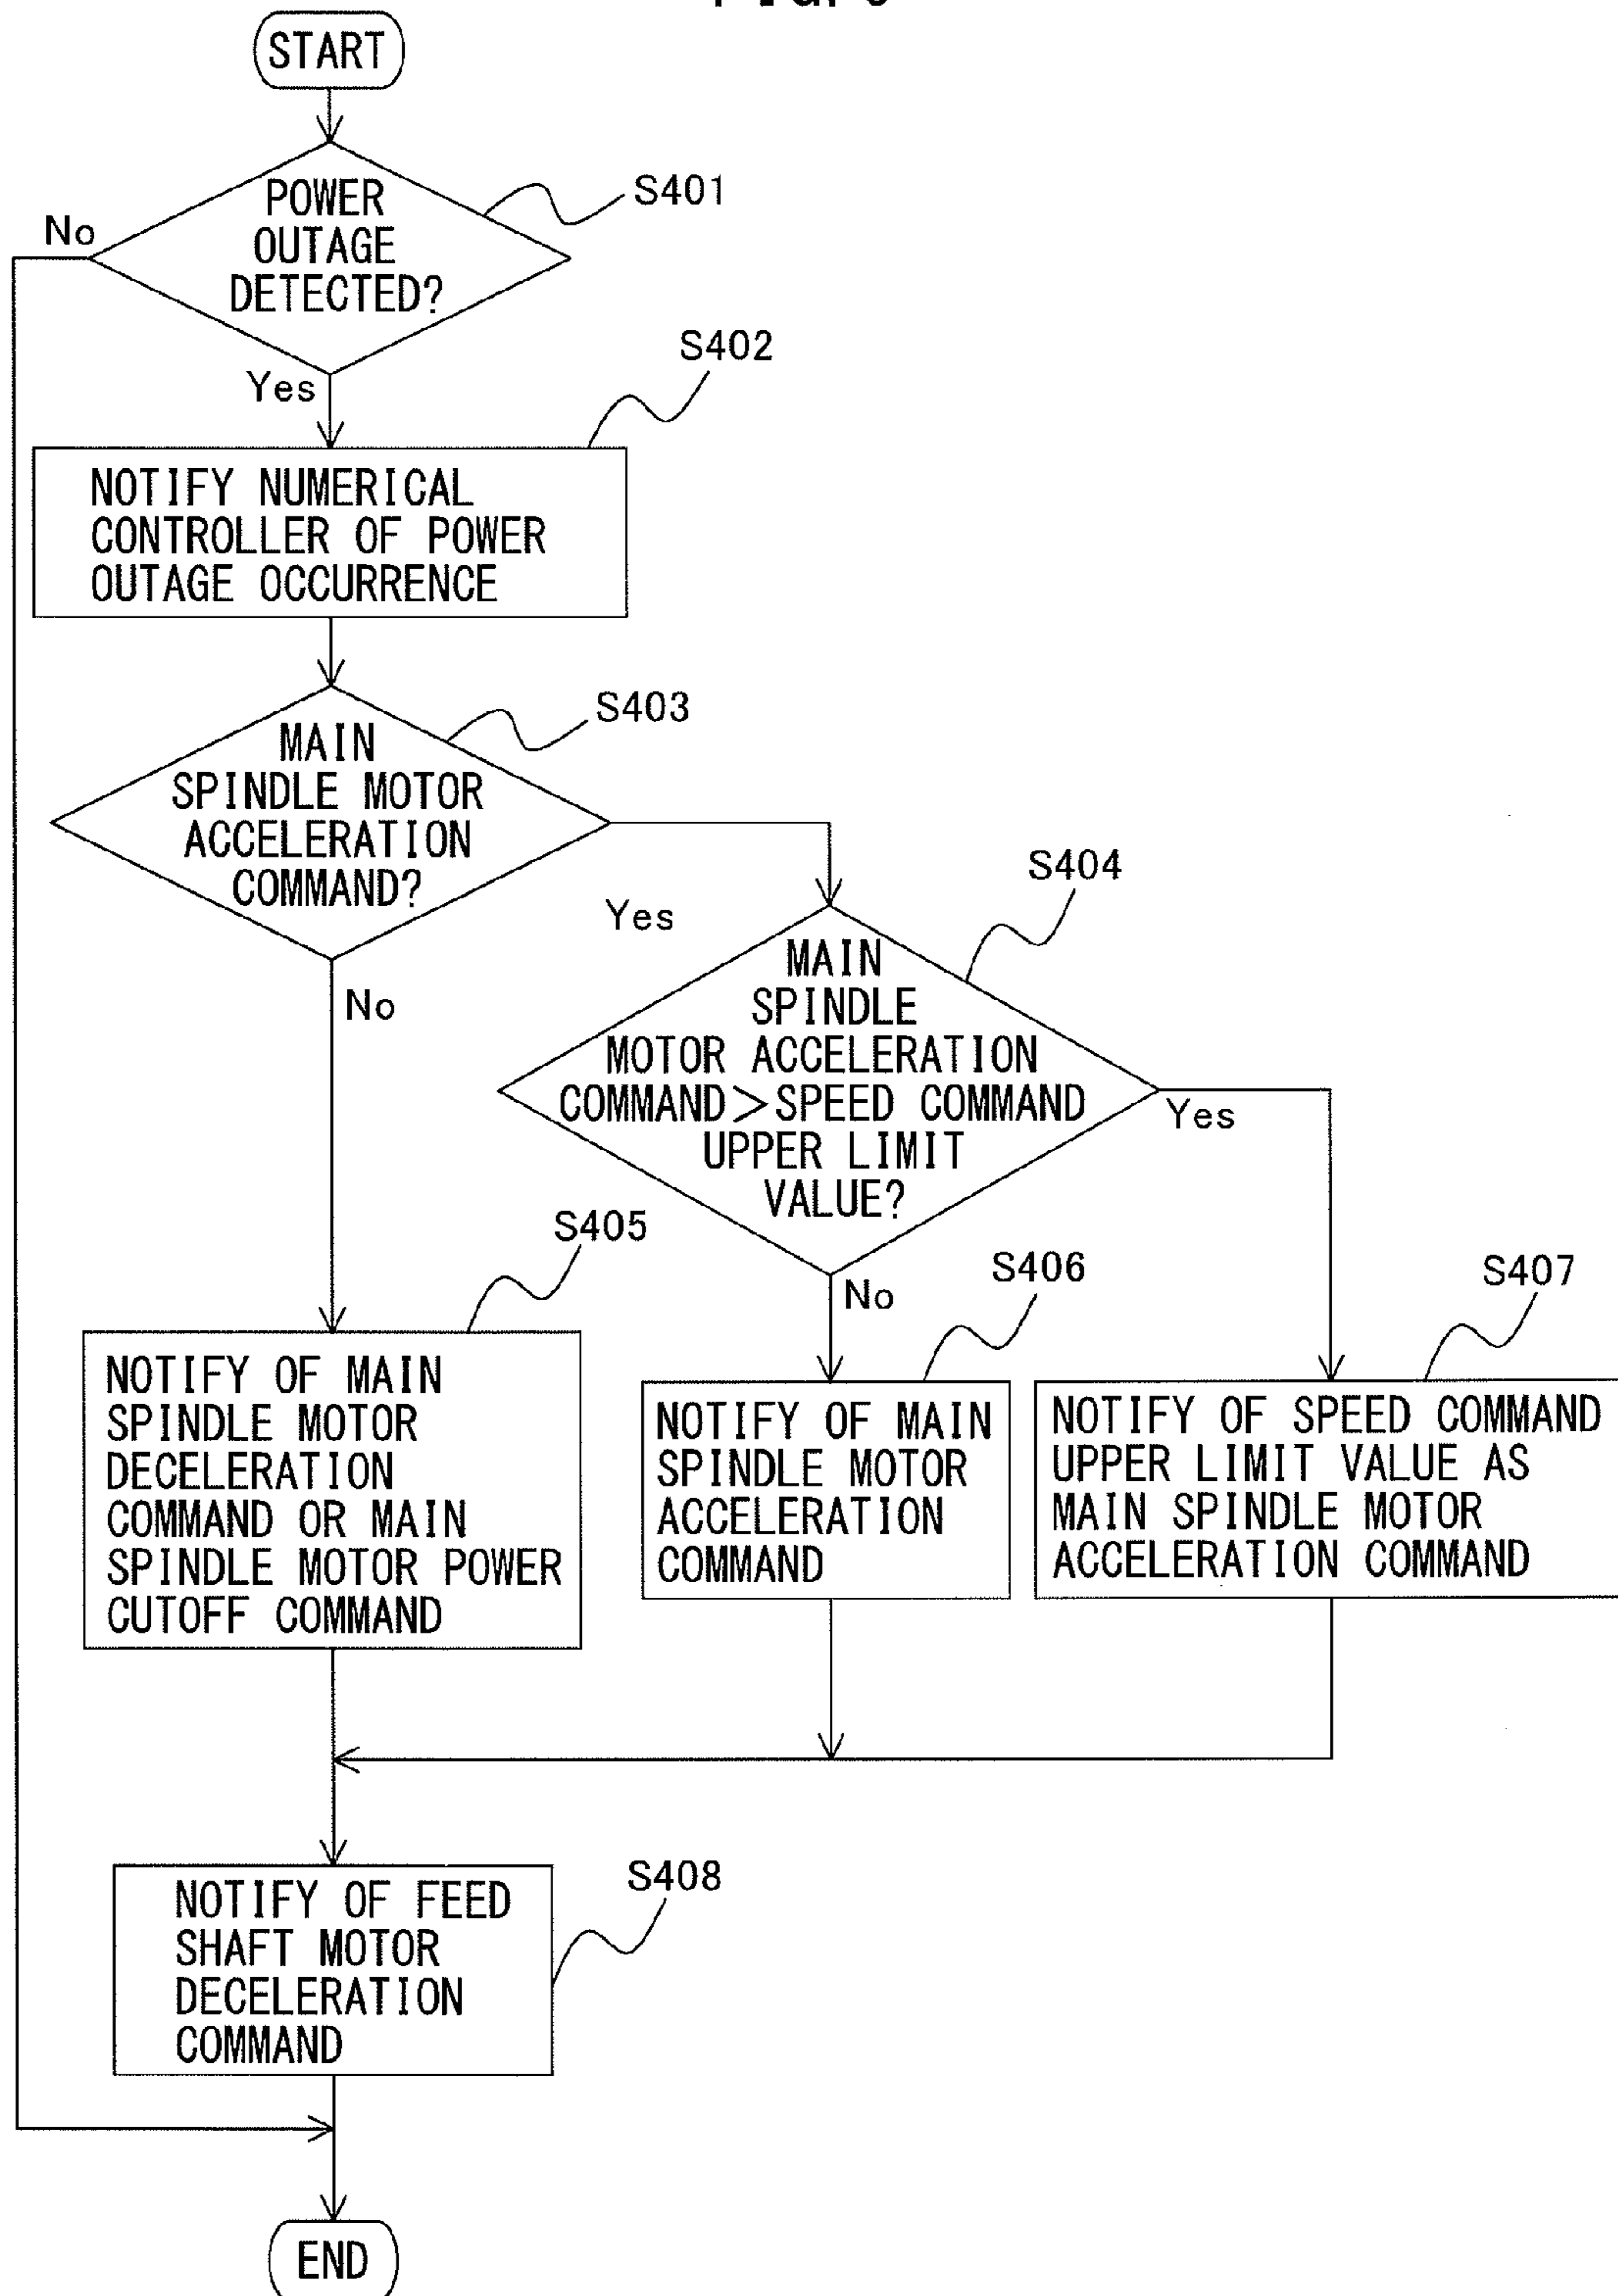 START
POWER
OUTAGE
DETECTED?
S401
No
Yes
S402
NOTIFY NUMERICAL
CONTROLLER OF POWER
OUTAGE OCCURRENCE
S403
MAIN
SPINDLE MOTOR
ACCELERATION
COMMAND?
Yes
No
S404
MAIN
SPINDLE
MOTOR ACCELERATION
COMMAND>SPEED COMMAND
UPPER LIMIT
VALUE?
Yes
No
S405
NOTIFY OF MAIN
SPINDLE MOTOR
DECELERATION
COMMAND OR MAIN
SPINDLE MOTOR POWER
CUTOFF COMMAND
S406
NOTIFY OF MAIN
SPINDLE MOTOR
ACCELERATION
COMMAND
S407
NOTIFY OF SPEED COMMAND
UPPER LIMIT VALUE AS
MAIN SPINDLE MOTOR
ACCELERATION COMMAND
S408
NOTIFY OF FEED
SHAFT MOTOR
DECELERATION
COMMAND
END